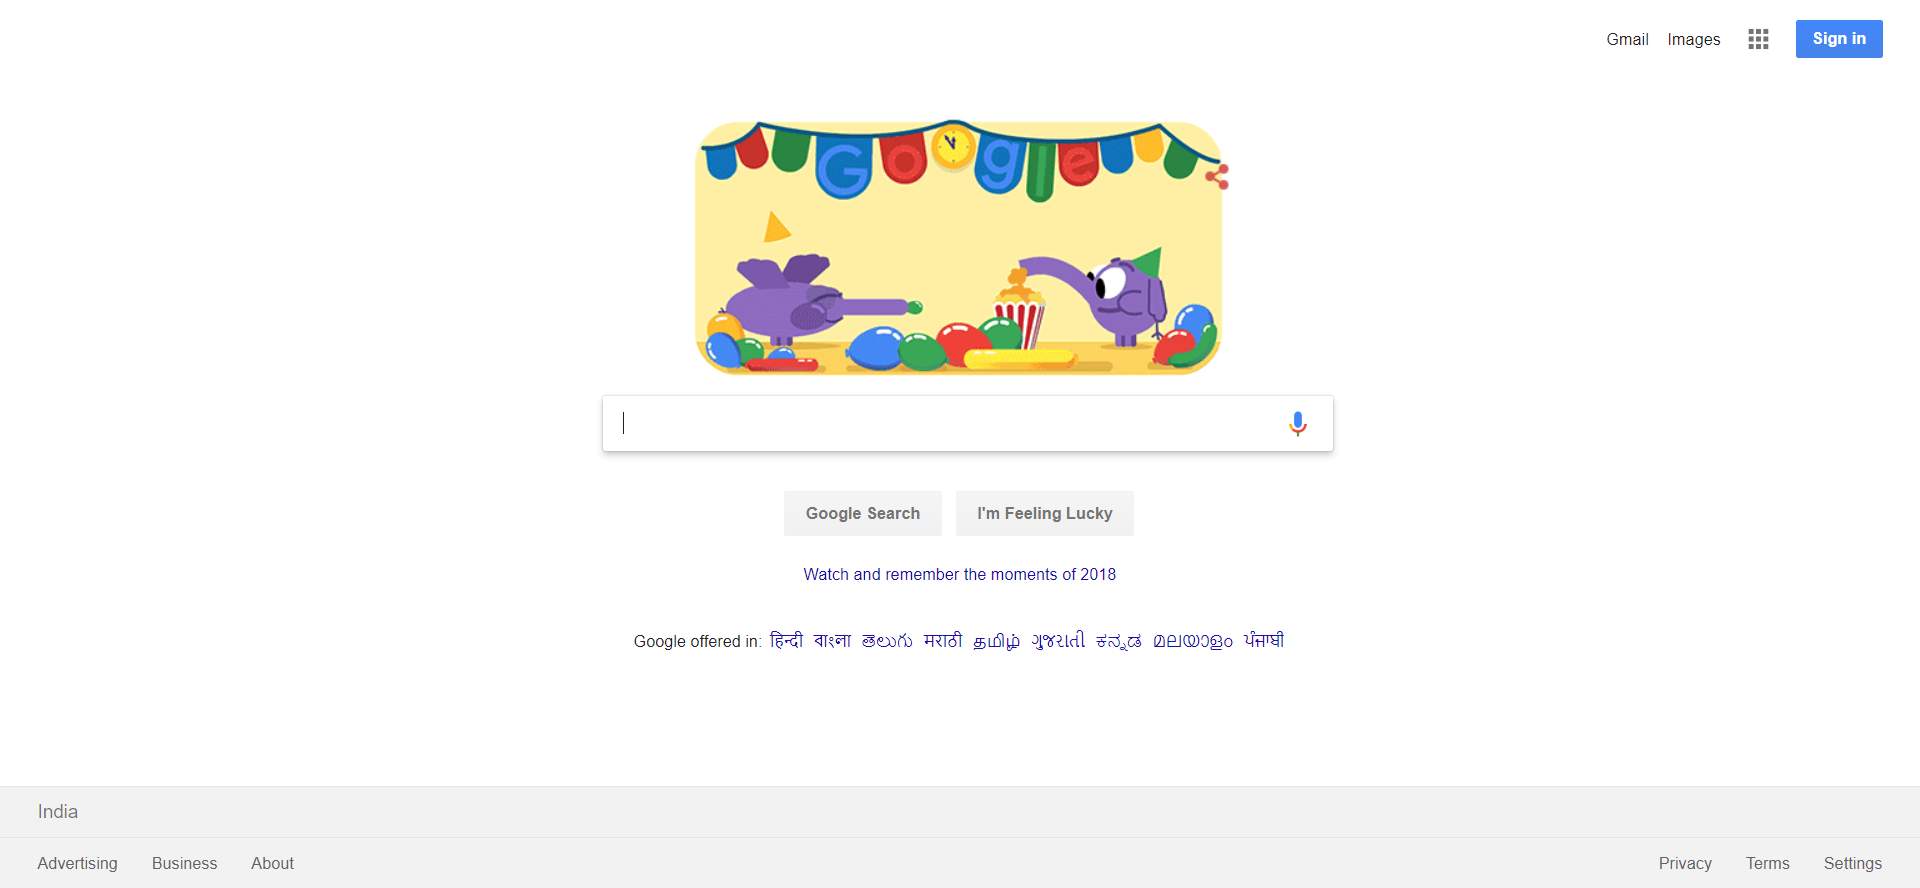 Gmail Images Sign in
Google
Google Search I'm Feeling Lucky
Watch and remember the moments of 2018
Google offered in: हिन्दी বাংলা తెలుగు मराठी தமிழ் ગુજરાતી ಕನ್ನಡ മലയാളം ਪੰਜਾਬੀ
India
Advertising Business About Privacy Terms Settings